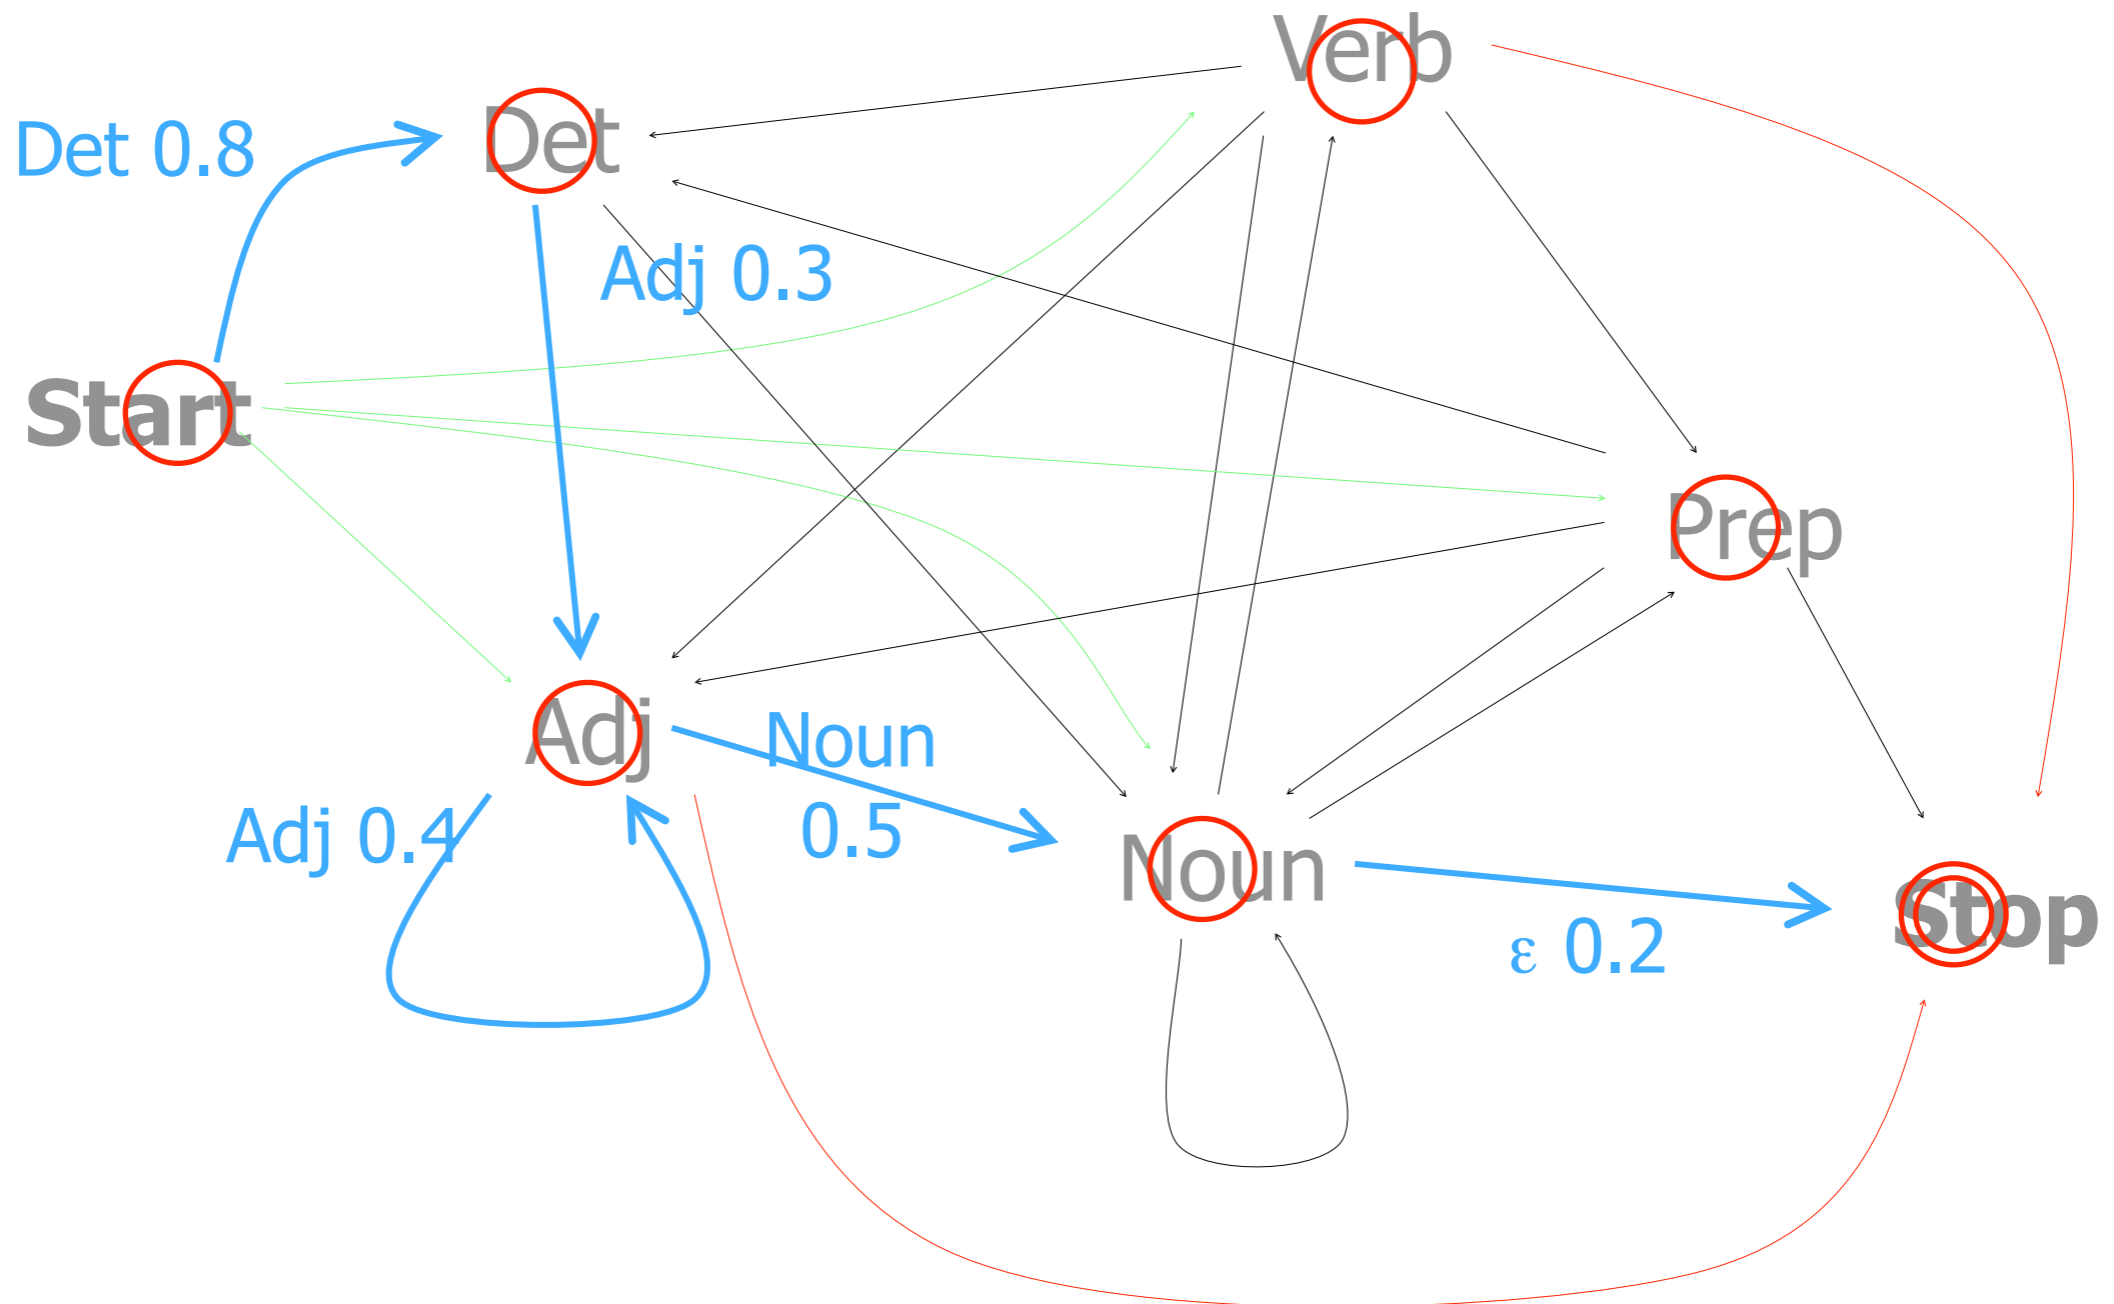 Verb
Det
Det 0.8
Adj 0.3
Start
Prep
Adj
Noun
0.5
Adj 0.4
Noun
Stop
ε 0.2